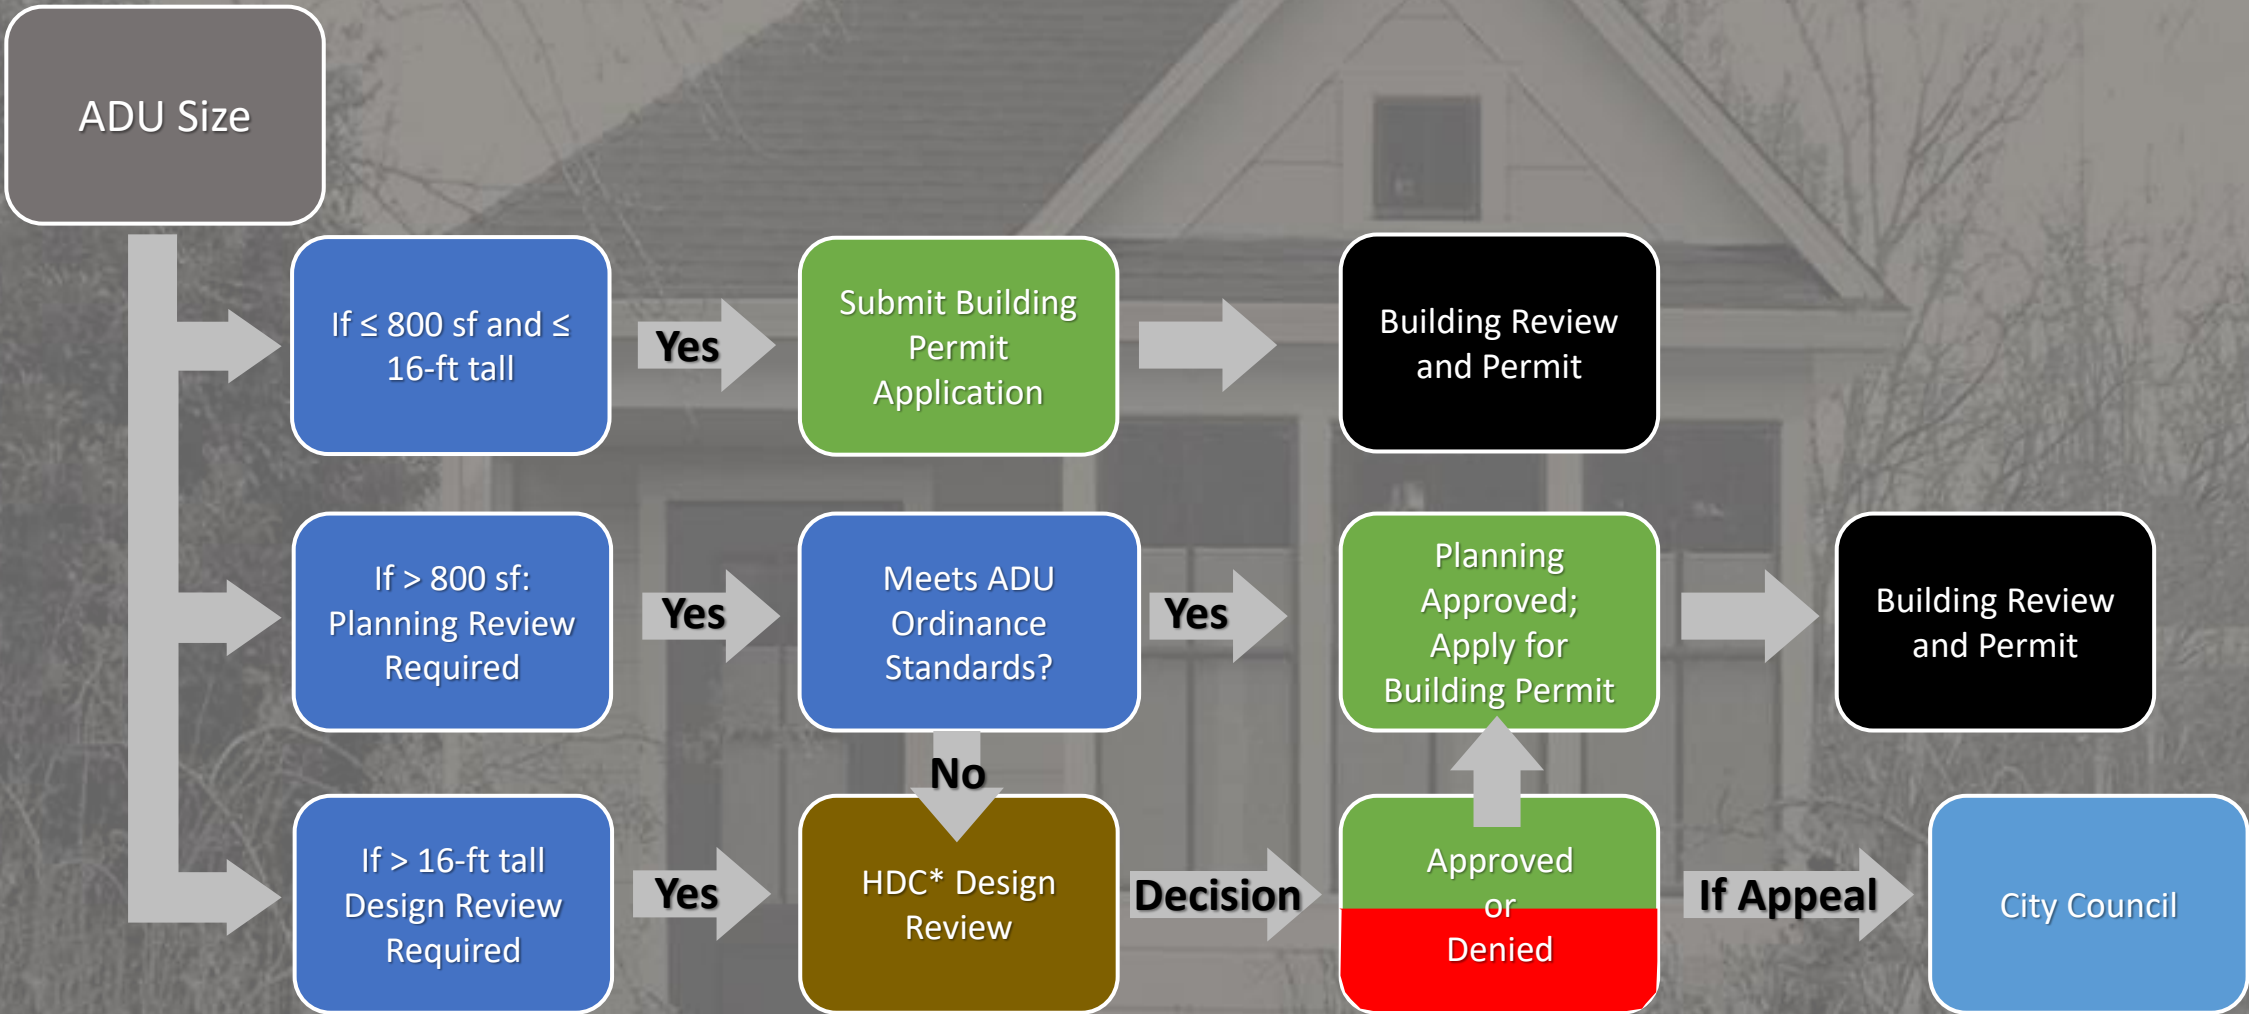 ADU Size
If ≤ 800 sf and ≤
16-ft tall
Yes
Submit Building
Permit
Application
Building Review
and Permit
If > 800 sf:
Planning Review
Required
Yes
Meets ADU
Ordinance
Standards?
Yes
Planning
Approved;
Apply for
Building Permit
Building Review
and Permit
No
If > 16-ft tall
Design Review
Required
Yes
HDC* Design
Review
Decision
Approved
or
Denied
If Appeal
City Council